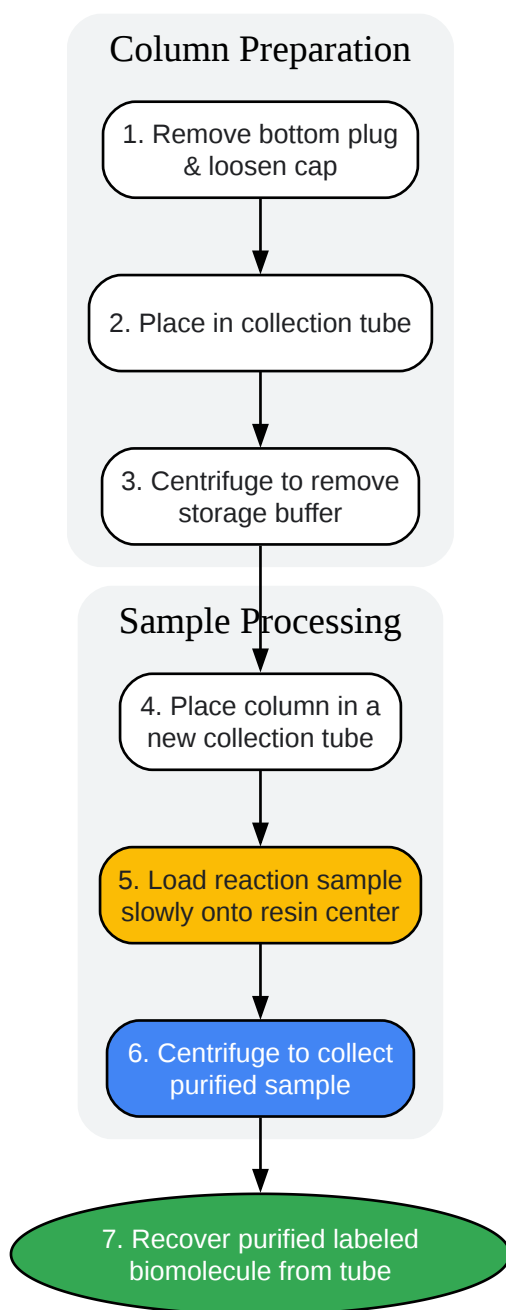 Column Preparation
1. Remove bottom plug
& loosen cap
2. Place in collection tube
3. Centrifuge to remove
storage buffer
Sample Processing
4. Place column in a
new collection tube
5. Load reaction sample
slowly onto resin center
6. Centrifuge to collect
purified sample
7. Recover purified labeled
biomolecule from tube